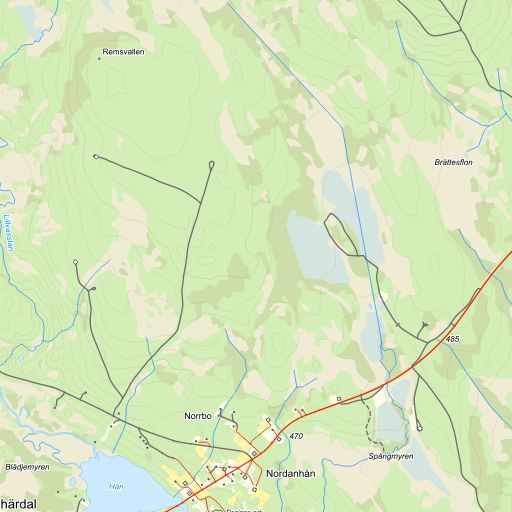 Remsvallen
Brättesflon
Lillvasslan
485
Norrbo
470
Spångmyren
Blädjemyren
Nordanhån
Hån
härdal